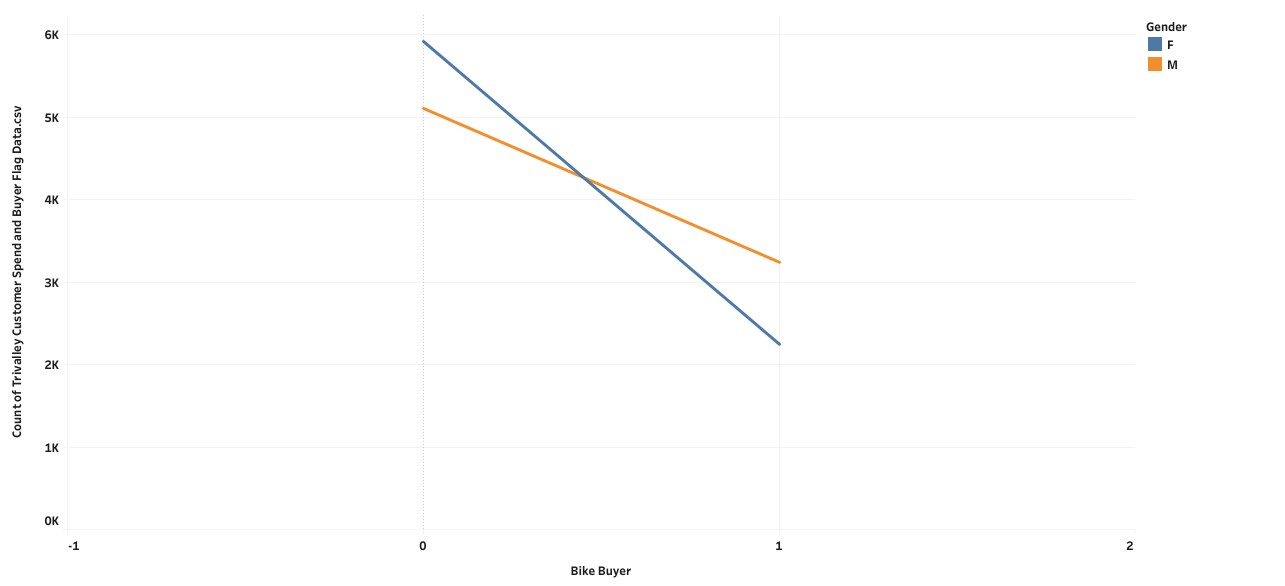 Gender
F
M
6K
5K
4K
3K
2K
1K
0K
Count of Trivalley Customer Spend and Buyer Flag Data.csv
-1 0 1 2
Bike Buyer